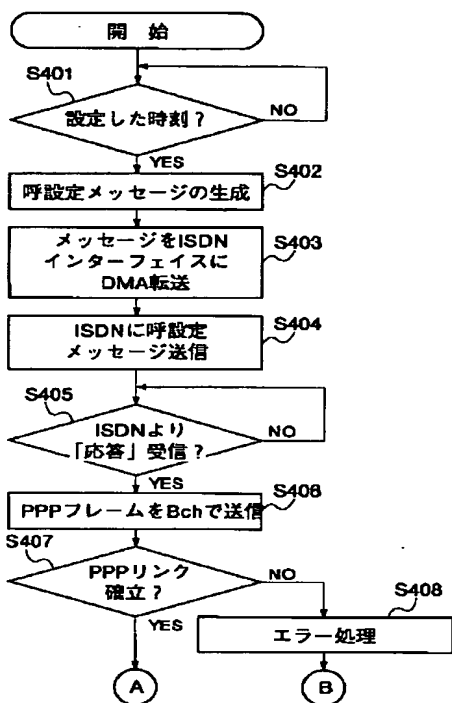 開 始
S401
設定した時刻？
NO
YES
S402
呼設定メッセージの生成
メッセージをISDN
インターフェイスに
DMA転送
S403
ISDNに呼設定
メッセージ送信
S404
S405
ISDNより
「応答」受信？
NO
YES
S406
PPPフレームをBchで送信
S407
PPPリンク
確立？
NO
YES
S408
エラー処理
A
B